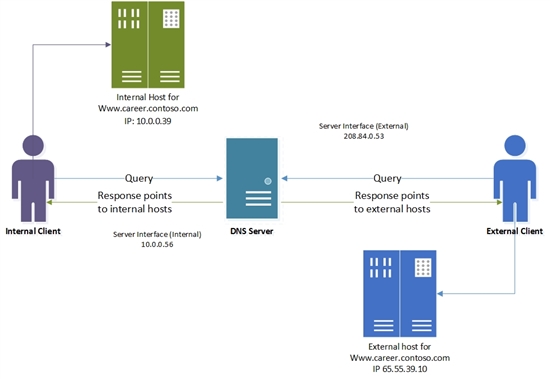 Internal Host for
Www.career.contoso.com
IP: 10.0.0.39
Server Interface (External)
208.84.0.53
Query
Query
Response points
to internal hosts
Response points
to external hosts
Internal Client
DNS Server
External Client
Server Interface (Internal)
10.0.0.56
External host for
Www.career.contoso.com
IP 65.55.39.10